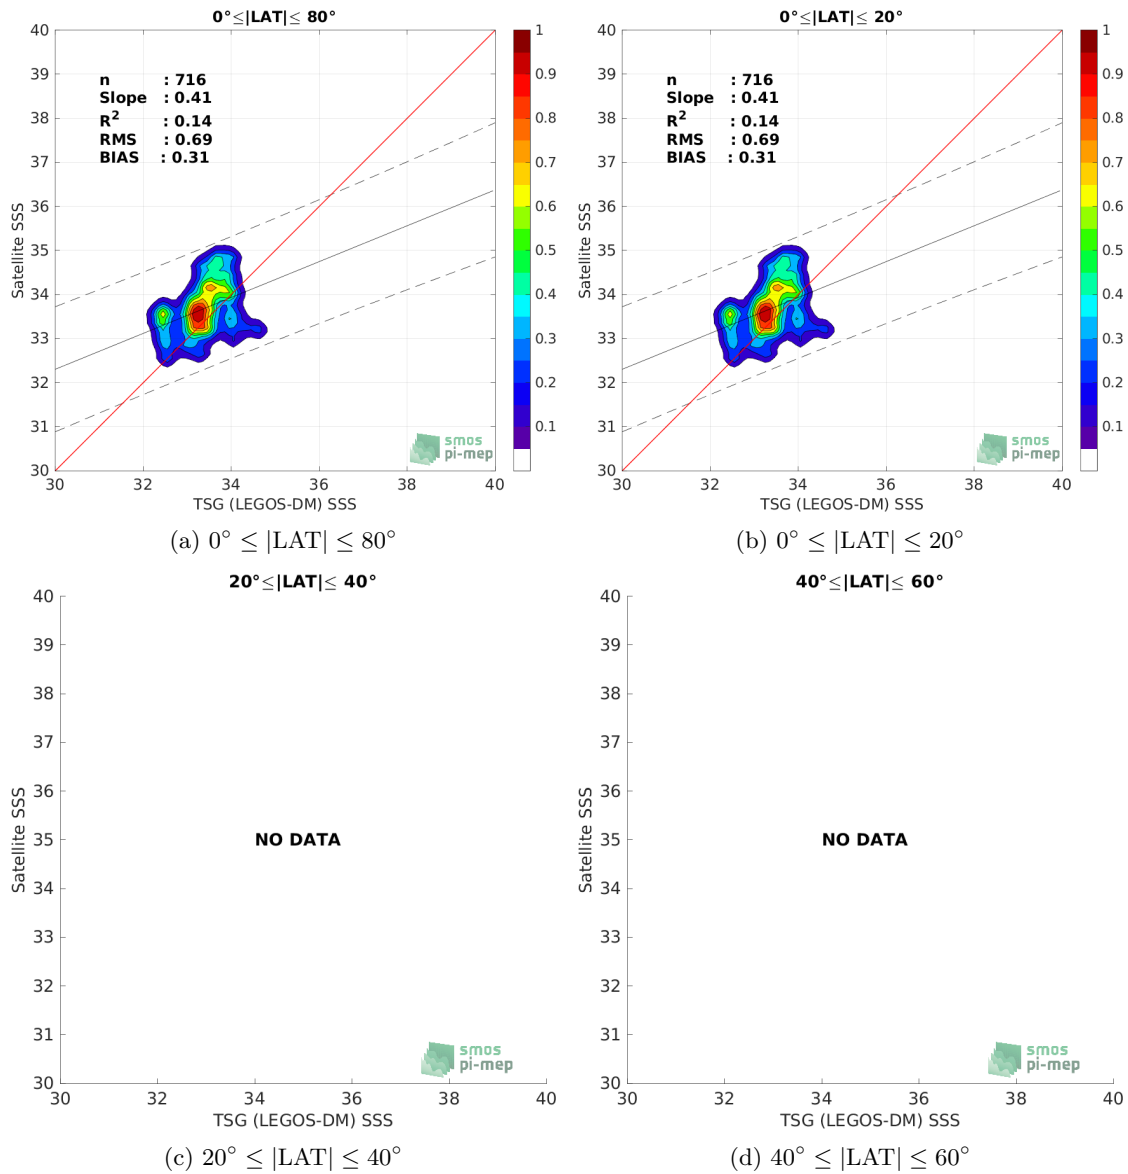 0°≤|LAT|≤ 80°
40
39
38
37
36
35
34
33
32
31
30
Satellite SSS
n : 716
Slope : 0.41
R² : 0.14
RMS : 0.69
BIAS : 0.31
smos
pi-mep
30 32 34 36 38 40
TSG (LEGOS-DM) SSS
1
0.9
0.8
0.7
0.6
0.5
0.4
0.3
0.2
0.1
(a) 0° ≤ |LAT| ≤ 80°
0°≤|LAT|≤ 20°
40
39
38
37
36
35
34
33
32
31
30
Satellite SSS
n : 716
Slope : 0.41
R² : 0.14
RMS : 0.69
BIAS : 0.31
smos
pi-mep
30 32 34 36 38 40
TSG (LEGOS-DM) SSS
1
0.9
0.8
0.7
0.6
0.5
0.4
0.3
0.2
0.1
(b) 0° ≤ |LAT| ≤ 20°
20°≤|LAT|≤ 40°
40
39
38
37
36
35
34
33
32
31
30
Satellite SSS
NO DATA
smos
pi-mep
30 32 34 36 38 40
TSG (LEGOS-DM) SSS
(c) 20° ≤ |LAT| ≤ 40°
40°≤|LAT|≤ 60°
40
39
38
37
36
35
34
33
32
31
30
Satellite SSS
NO DATA
smos
pi-mep
30 32 34 36 38 40
TSG (LEGOS-DM) SSS
(d) 40° ≤ |LAT| ≤ 60°